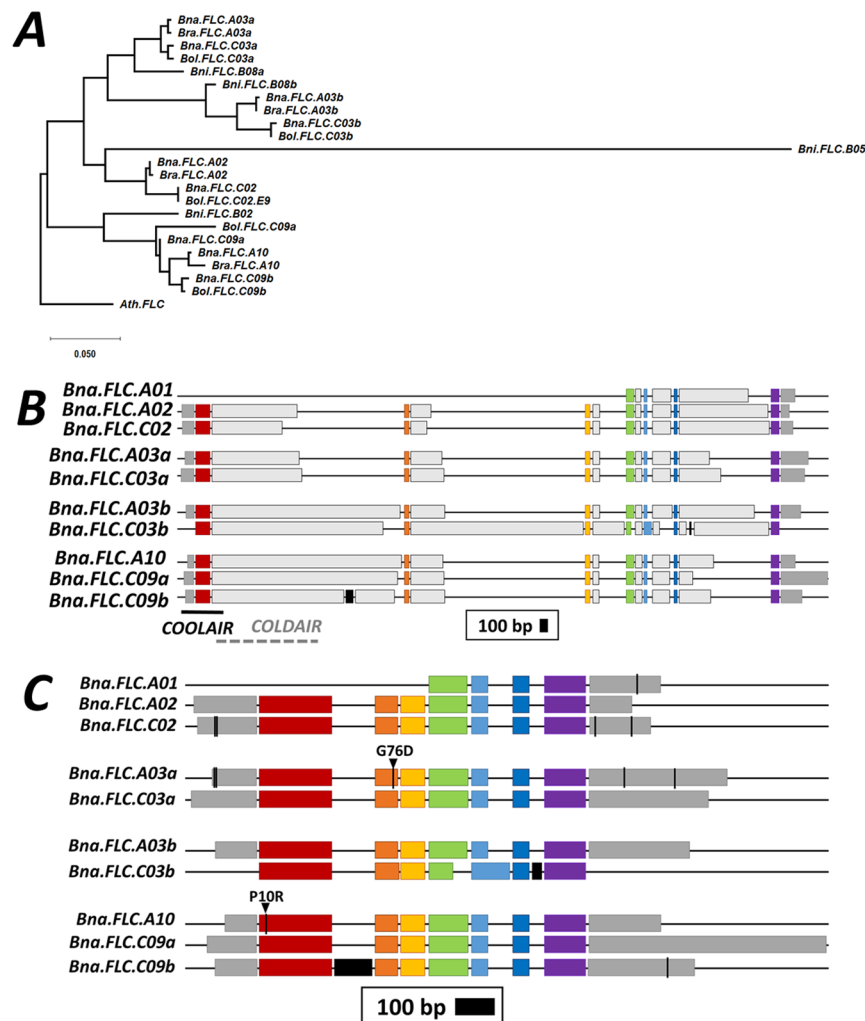 A
Bna.FLC.A03a
Bra.FLC.A03a
Bna.FLC.C03a
Bol.FLC.C03a
Bni.FLC.B08a
Bni.FLC.B08b
Bna.FLC.A03b
Bra.FLC.A03b
Bna.FLC.C03b
Bol.FLC.C03b
Bni.FLC.B05
Bna.FLC.A02
Bra.FLC.A02
Bna.FLC.C02
Bol.FLC.C02.E9
Bni.FLC.B02
Bol.FLC.C09a
Bna.FLC.C09a
Bna.FLC.A10
Bra.FLC.A10
Bna.FLC.C09b
Bol.FLC.C09b
Ath.FLC
0.050
B
Bna.FLC.A01
Bna.FLC.A02
Bna.FLC.C02
Bna.FLC.A03a
Bna.FLC.C03a
Bna.FLC.A03b
Bna.FLC.C03b
Bna.FLC.A10
Bna.FLC.C09a
Bna.FLC.C09b
COOLAIR COLDAIR
100 bp
C
Bna.FLC.A01
Bna.FLC.A02
Bna.FLC.C02
G76D
Bna.FLC.A03a
Bna.FLC.C03a
Bna.FLC.A03b
Bna.FLC.C03b
P10R
Bna.FLC.A10
Bna.FLC.C09a
Bna.FLC.C09b
100 bp